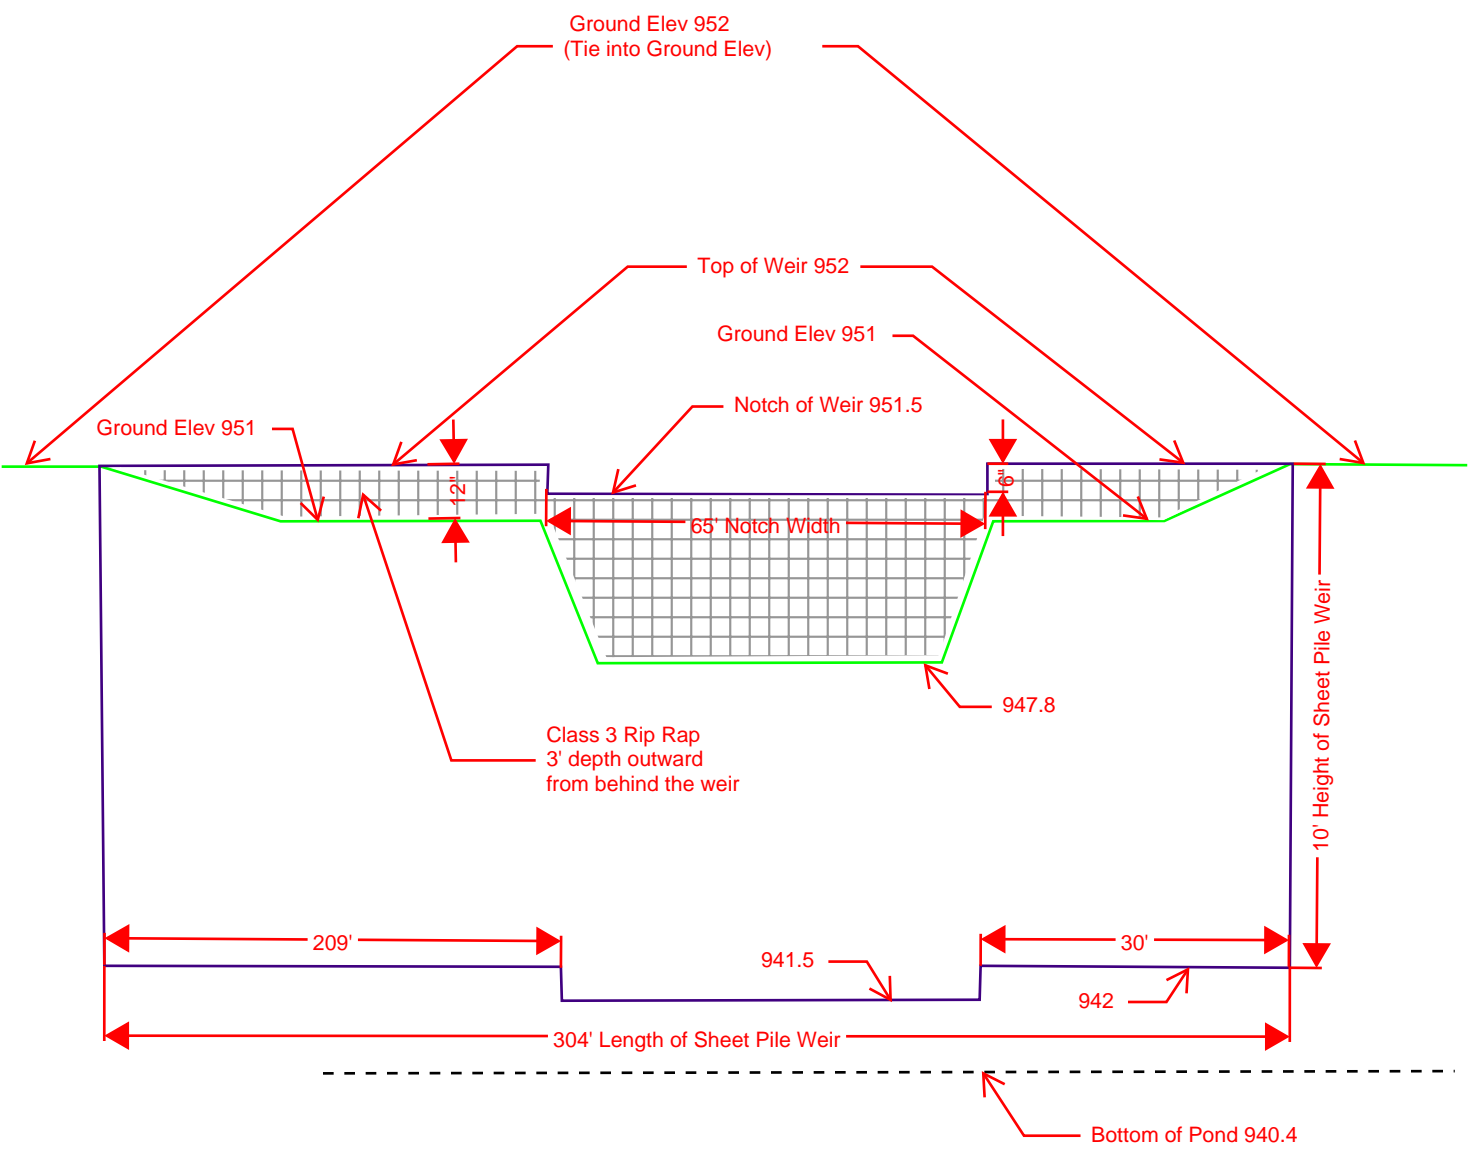 Ground Elev 952
(Tie into Ground Elev)
Top of Weir 952
Ground Elev 951
Notch of Weir 951.5
Ground Elev 951
12"
6"
65' Notch Width
947.8
Class 3 Rip Rap
3' depth outward
from behind the weir
10' Height of Sheet Pile Weir
209'
30'
941.5
942
304' Length of Sheet Pile Weir
Bottom of Pond 940.4